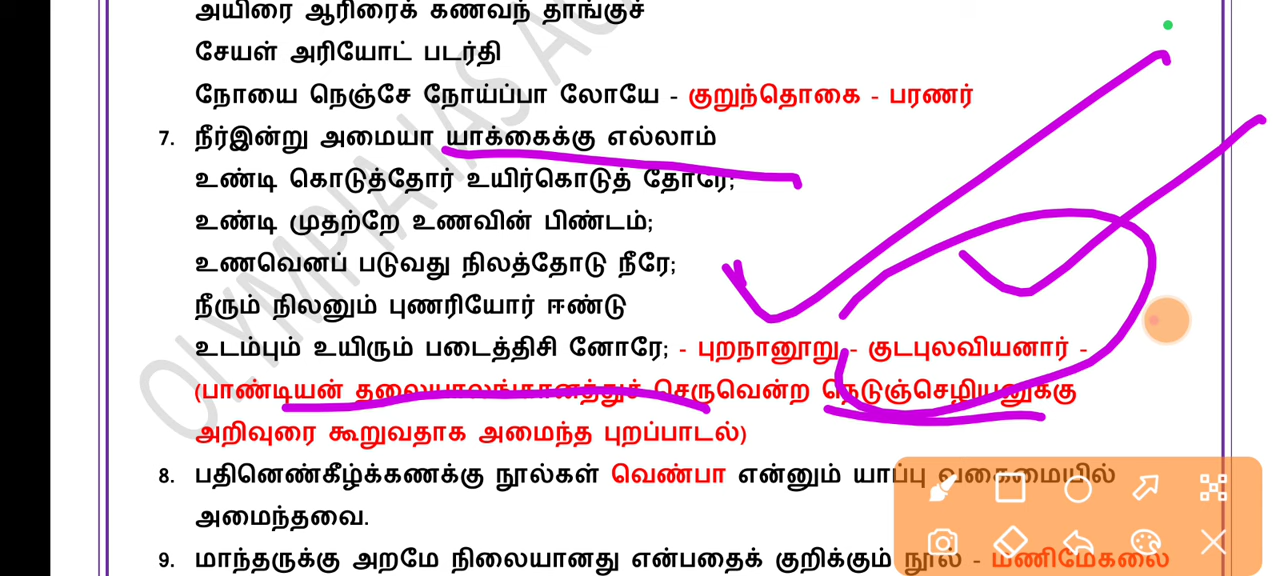 அயிரை ஆரிரைக் கணவந் தாங்குச்
சேயள் அரியோட் படர்தி
நோயை நெஞ்சே நோய்ப்பா லோயே - குறுந்தொகை - பரணர்
7. நீர்இன்று அமையா யாக்கைக்கு எல்லாம்
உண்டி கொடுத்தோர் உயிர்கொடுத் தோரே;
உண்டி முதற்றே உணவின் பிண்டம்;
உணவெனப் படுவது நிலத்தோடு நீரே;
நீரும் நிலனும் புணரியோர் ஈண்டு
உடம்பும் உயிரும் படைத்திசி னோரே; - புறநானூறு - குடபுலவியனார் -
(பாண்டியன் தலையாலங்கானத்துச் செருவென்ற நெடுஞ்செழியனுக்கு
அறிவுரை கூறுவதாக அமைந்த புறப்பாடல்)
8. பதினெண்கீழ்க்கணக்கு நூல்கள் வெண்பா என்னும் யாப்பு வகைமையில்
அமைந்தவை.
9. மாந்தருக்கு அறமே நிலையானது என்பதைக் குறிக்கும் நூல் - மணிமேகலை
OLYMPIA IAS